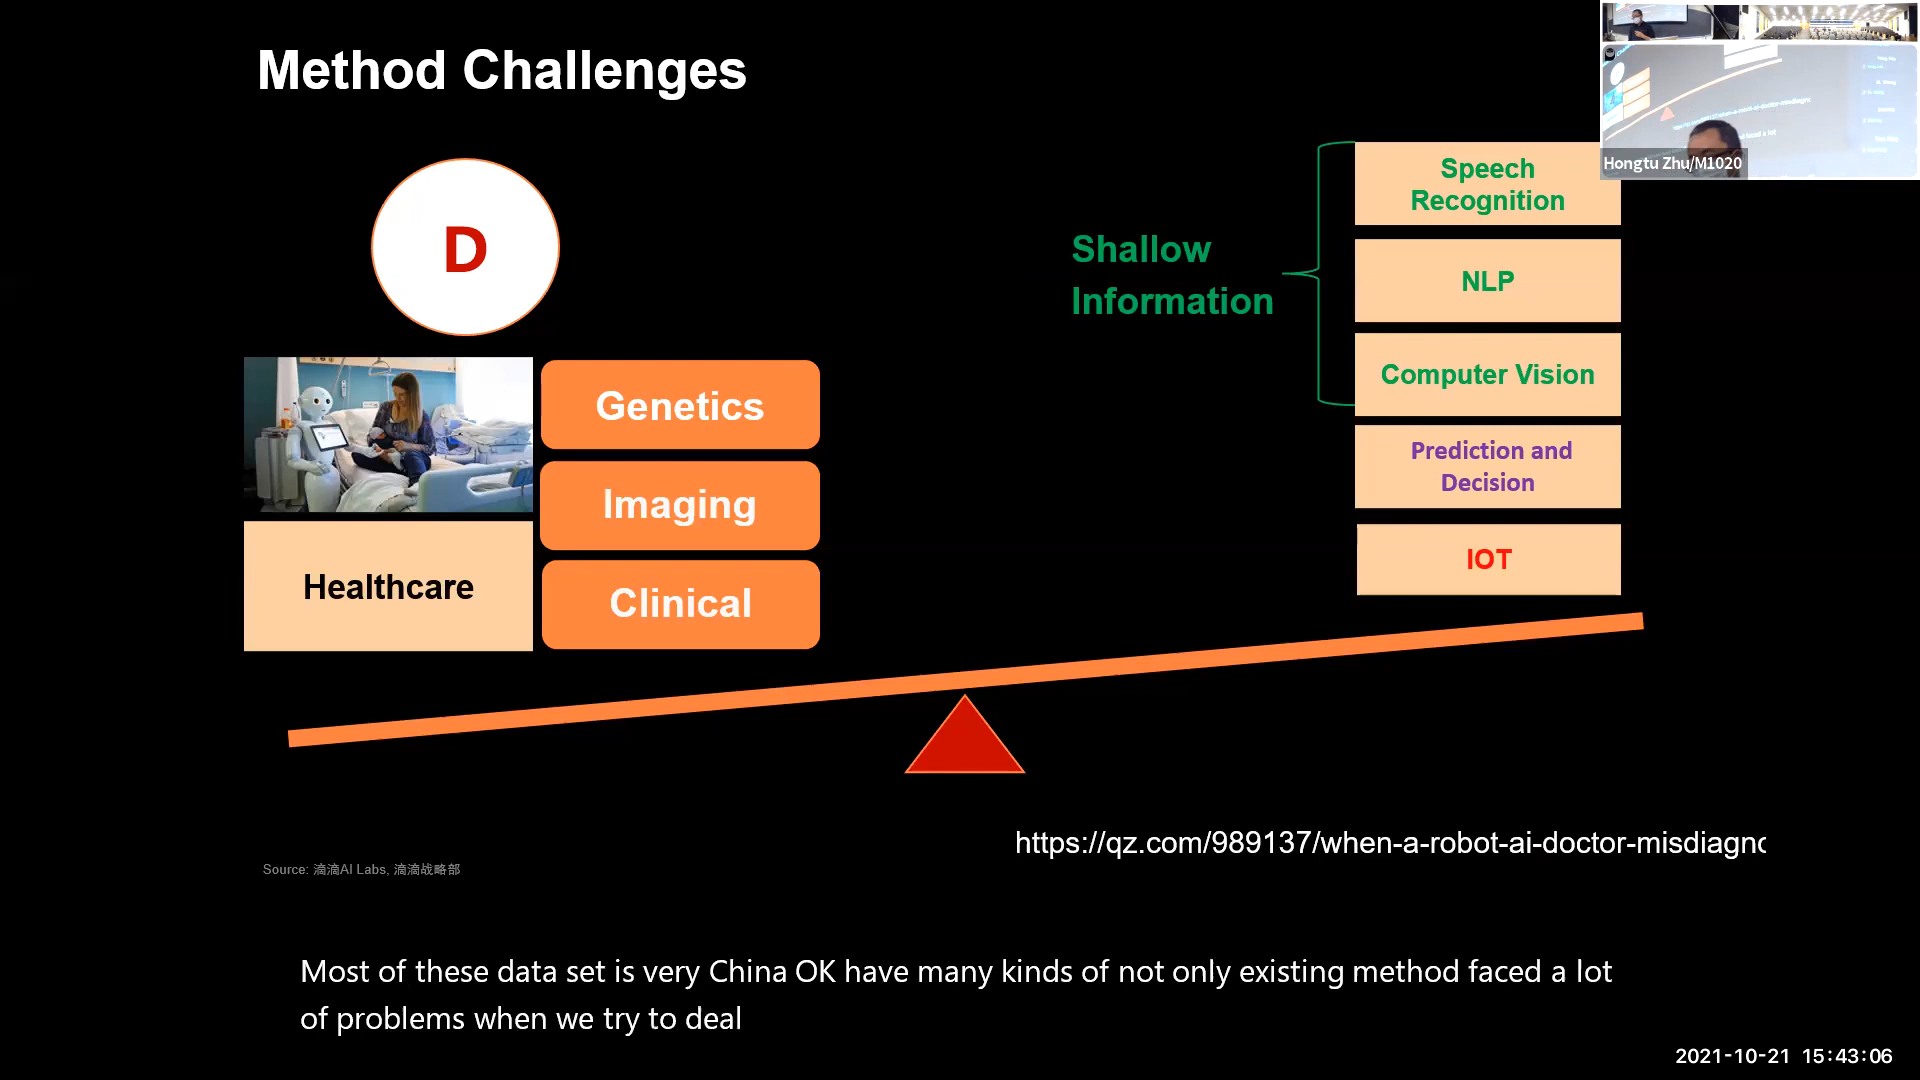 Method Challenges
D
Genetics
Imaging
Clinical
Healthcare
Shallow
Information
Speech
Recognition
NLP
Computer Vision
Prediction and
Decision
IOT
Hongtu Zhu/M1020
https://qz.com/989137/when-a-robot-ai-doctor-misdiagno
Source: 滴滴AI Labs, 滴滴战略部
Most of these data set is very China OK have many kinds of not only existing method faced a lot
of problems when we try to deal
2021-10-21 15:43:06